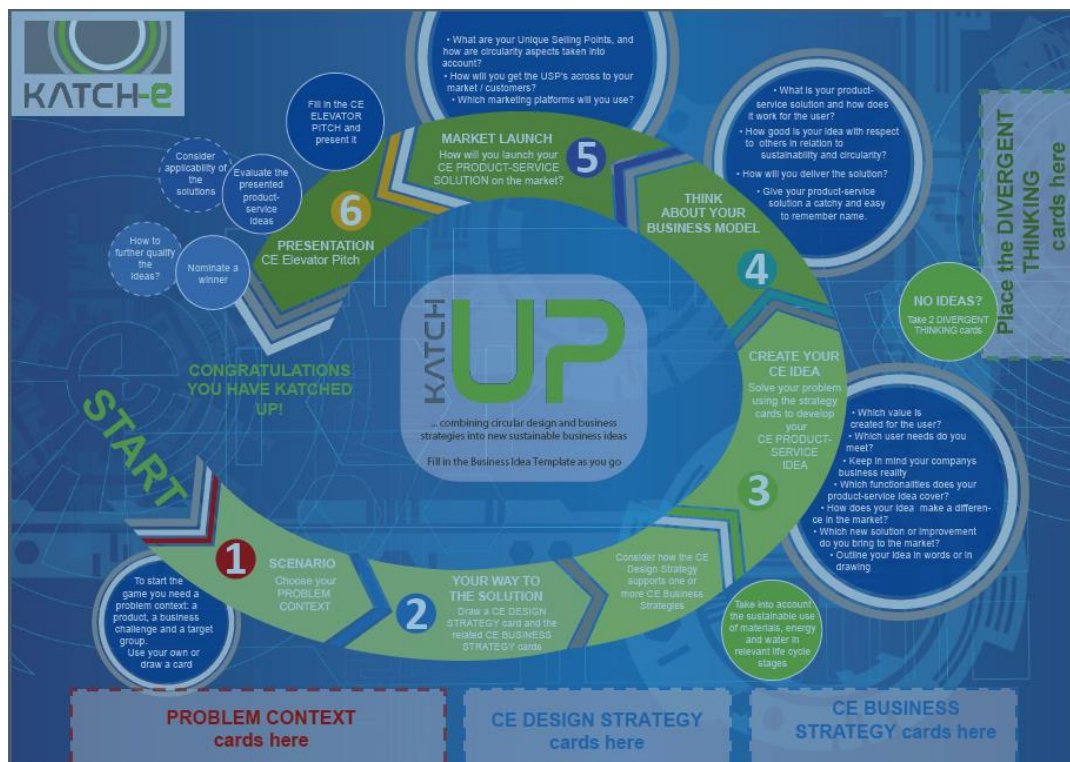 KATCH-e
START
1
SCENARIO
Choose your
PROBLEM
CONTEXT
To start the
game you need a
problem context: a
product, a business
challenge and a target
group.
Use your own or
draw a card
2
YOUR WAY TO
THE SOLUTION
Draw a CE DESIGN
STRATEGY card and the
related CE BUSINESS
STRATEGY cards
Consider how the CE
Design Strategy
supports one or
more CE Business
Strategies
Take into account
the sustainable use
of materials, energy
and water in
relevant life cycle
stages
3
CREATE YOUR
CE IDEA
Solve your problem
using the strategy
cards to develop
your
CE PRODUCT-
SERVICE
IDEA
• Which value is
created for the user?
• Which user needs do you
meet?
• Keep in mind your companys
business reality
• Which functionalities does your
product-service idea cover?
• How does your idea make a differen-
ce in the market?
• Which new solution or improvement
do you bring to the market?
• Outline your idea in words or in
drawing
NO IDEAS?
Take 2 DIVERGENT
THINKING cards
Place the DIVERGENT
THINKING
cards here
4
THINK
ABOUT YOUR
BUSINESS MODEL
• What is your product-
service solution and how does
it work for the user?
• How good is your idea with respect
to others in relation to
sustainability and circularity?
• How will you deliver the solution?
• Give your product-service
solution a catchy and easy
to remember name.
5
MARKET LAUNCH
How will you launch your
CE PRODUCT-SERVICE
SOLUTION on the market?
• What are your Unique Selling Points, and
how are circularity aspects taken into
account?
• How will you get the USP's across to your
market / customers?
• Which marketing platforms will you use?
6
PRESENTATION
CE Elevator Pitch
Fill in the CE
ELEVATOR
PITCH and
present it
Evaluate the
presented
product-
service
ideas
Consider
applicability of
the
solutions
Nominate a
winner
How to
further qualify
the
ideas?
CONGRATULATIONS
YOU HAVE KATCHED
UP!
KATCH
UP
... combining circular design and business
strategies into new sustainable business ideas
Fill in the Business Idea Template as you go
PROBLEM CONTEXT
cards here
CE DESIGN STRATEGY
cards here
CE BUSINESS
STRATEGY cards here